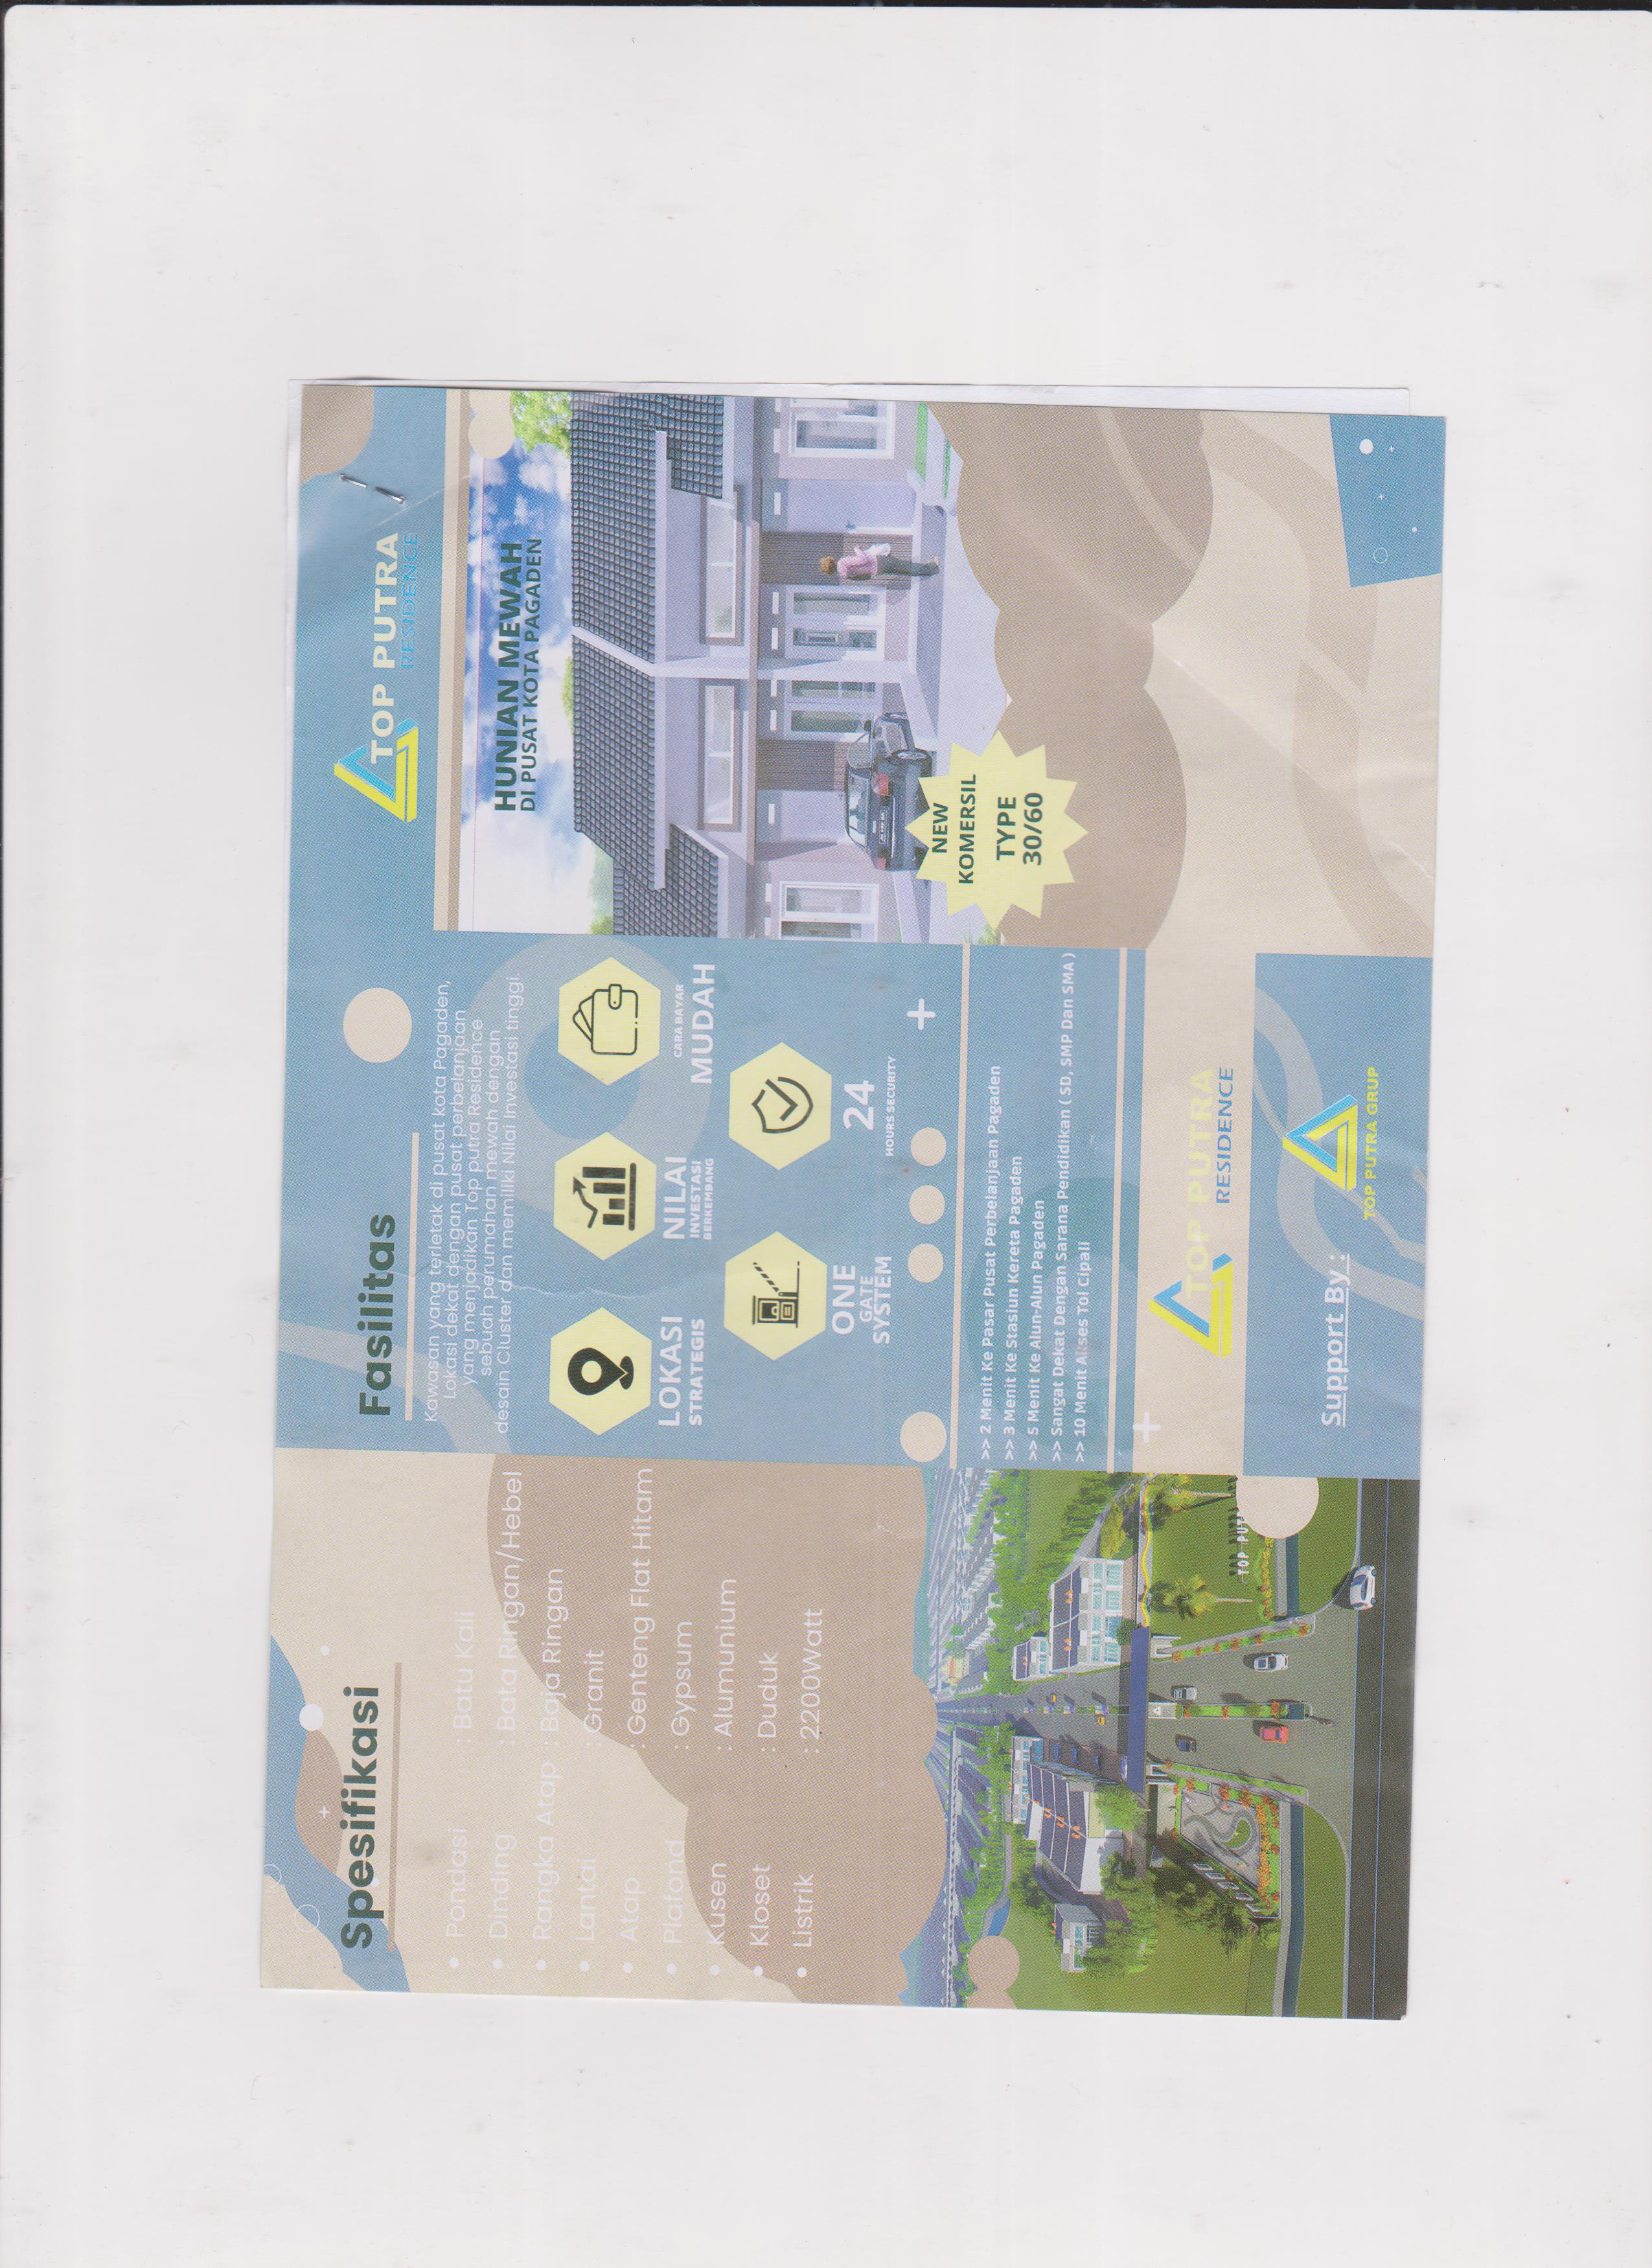 Spesifikasi
• Pondasi : Batu Kali
• Dinding : Bata Ringan/Hebel
• Rangka Atap : Baja Ringan
• Lantai : Granit
• Atap : Genteng Flat Hitam
• Plafond : Gypsum
• Kusen : Alumunium
• Kloset : Duduk
• Listrik : 2200Watt
TOP PUT
Fasilitas
Kawasan yang terletak di pusat kota Pagaden,
Lokasi dekat dengan pusat perbelanjaan
yang menjadikan Top putra Residence
sebuah perumahan mewah dengan
desain Cluster dan memiliki Nilai Investasi tinggi.
LOKASI
STRATEGIS
NILAI
INVESTASI
BERKEMBANG
CARA BAYAR
MUDAH
ONE
GATE
SYSTEM
24
HOURS SECURITY
>> 2 Menit Ke Pasar Pusat Perbelanjaan Pagaden
>> 3 Menit Ke Stasiun Kereta Pagaden
>> 5 Menit Ke Alun-Alun Pagaden
>> Sangat Dekat Dengan Sarana Pendidikan ( SD, SMP Dan SMA )
>> 10 Menit Akses Tol Cipali
TOP PUTRA
RESIDENCE
Support By :
TOP PUTRA GRUP
TOP PUTRA
RESIDENCE
HUNIAN MEWAH
DI PUSAT KOTA PAGADEN
NEW
KOMERSIL
TYPE
30/60